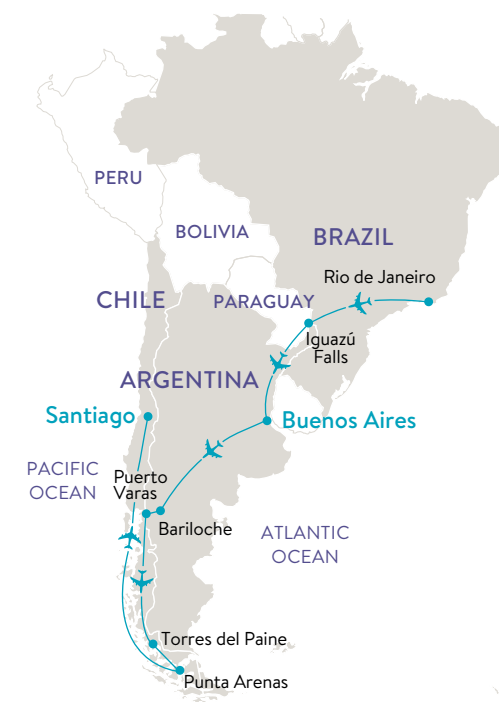 PERU
BOLIVIA
BRAZIL
Rio de Janeiro
CHILE
PARAGUAY
Iguazú
Falls
ARGENTINA
Santiago
Buenos Aires
PACIFIC
OCEAN
Puerto
Varas
Bariloche
ATLANTIC
OCEAN
Torres del Paine
Punta Arenas